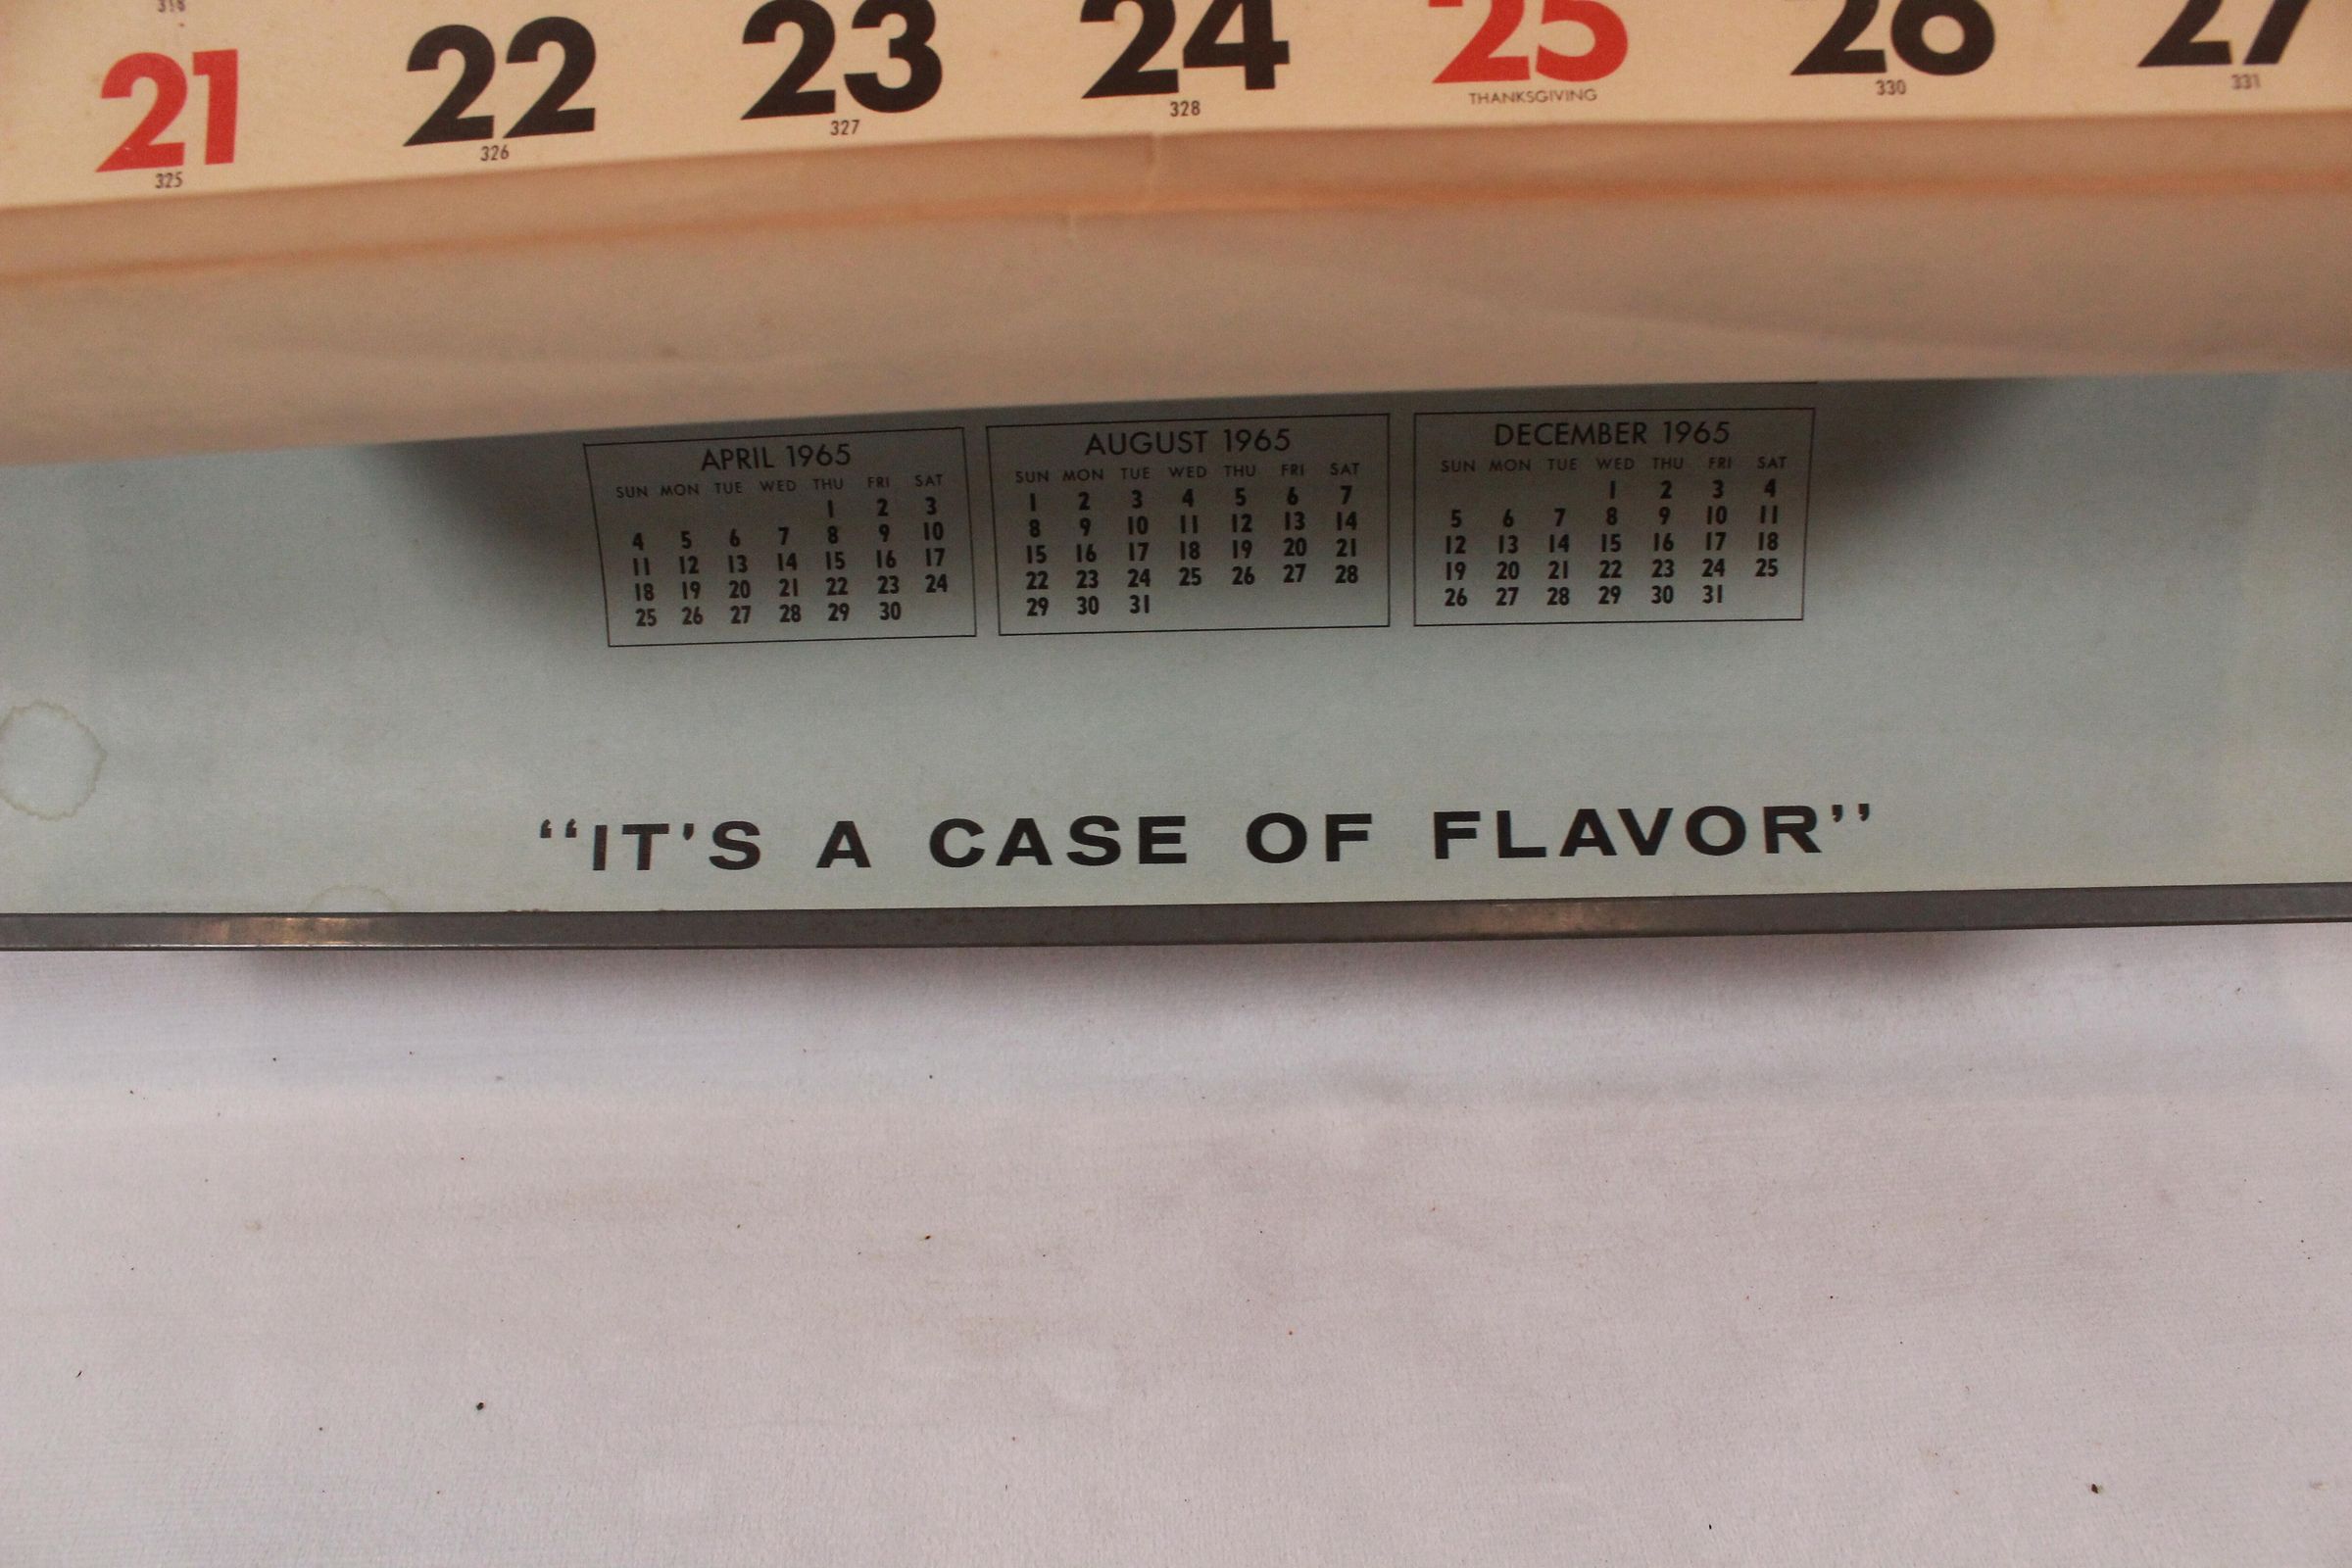 318
21 22 23 24 25 26 27
325 326 327 328 THANKSGIVING 330 331
APRIL 1965
SUN MON TUE WED THU FRI SAT
1 2 3
4 5 6 7 8 9 10
11 12 13 14 15 16 17
18 19 20 21 22 23 24
25 26 27 28 29 30
AUGUST 1965
SUN MON TUE WED THU FRI SAT
1 2 3 4 5 6 7
8 9 10 11 12 13 14
15 16 17 18 19 20 21
22 23 24 25 26 27 28
29 30 31
DECEMBER 1965
SUN MON TUE WED THU FRI SAT
1 2 3 4
5 6 7 8 9 10 11
12 13 14 15 16 17 18
19 20 21 22 23 24 25
26 27 28 29 30 31
“IT'S A CASE OF FLAVOR”